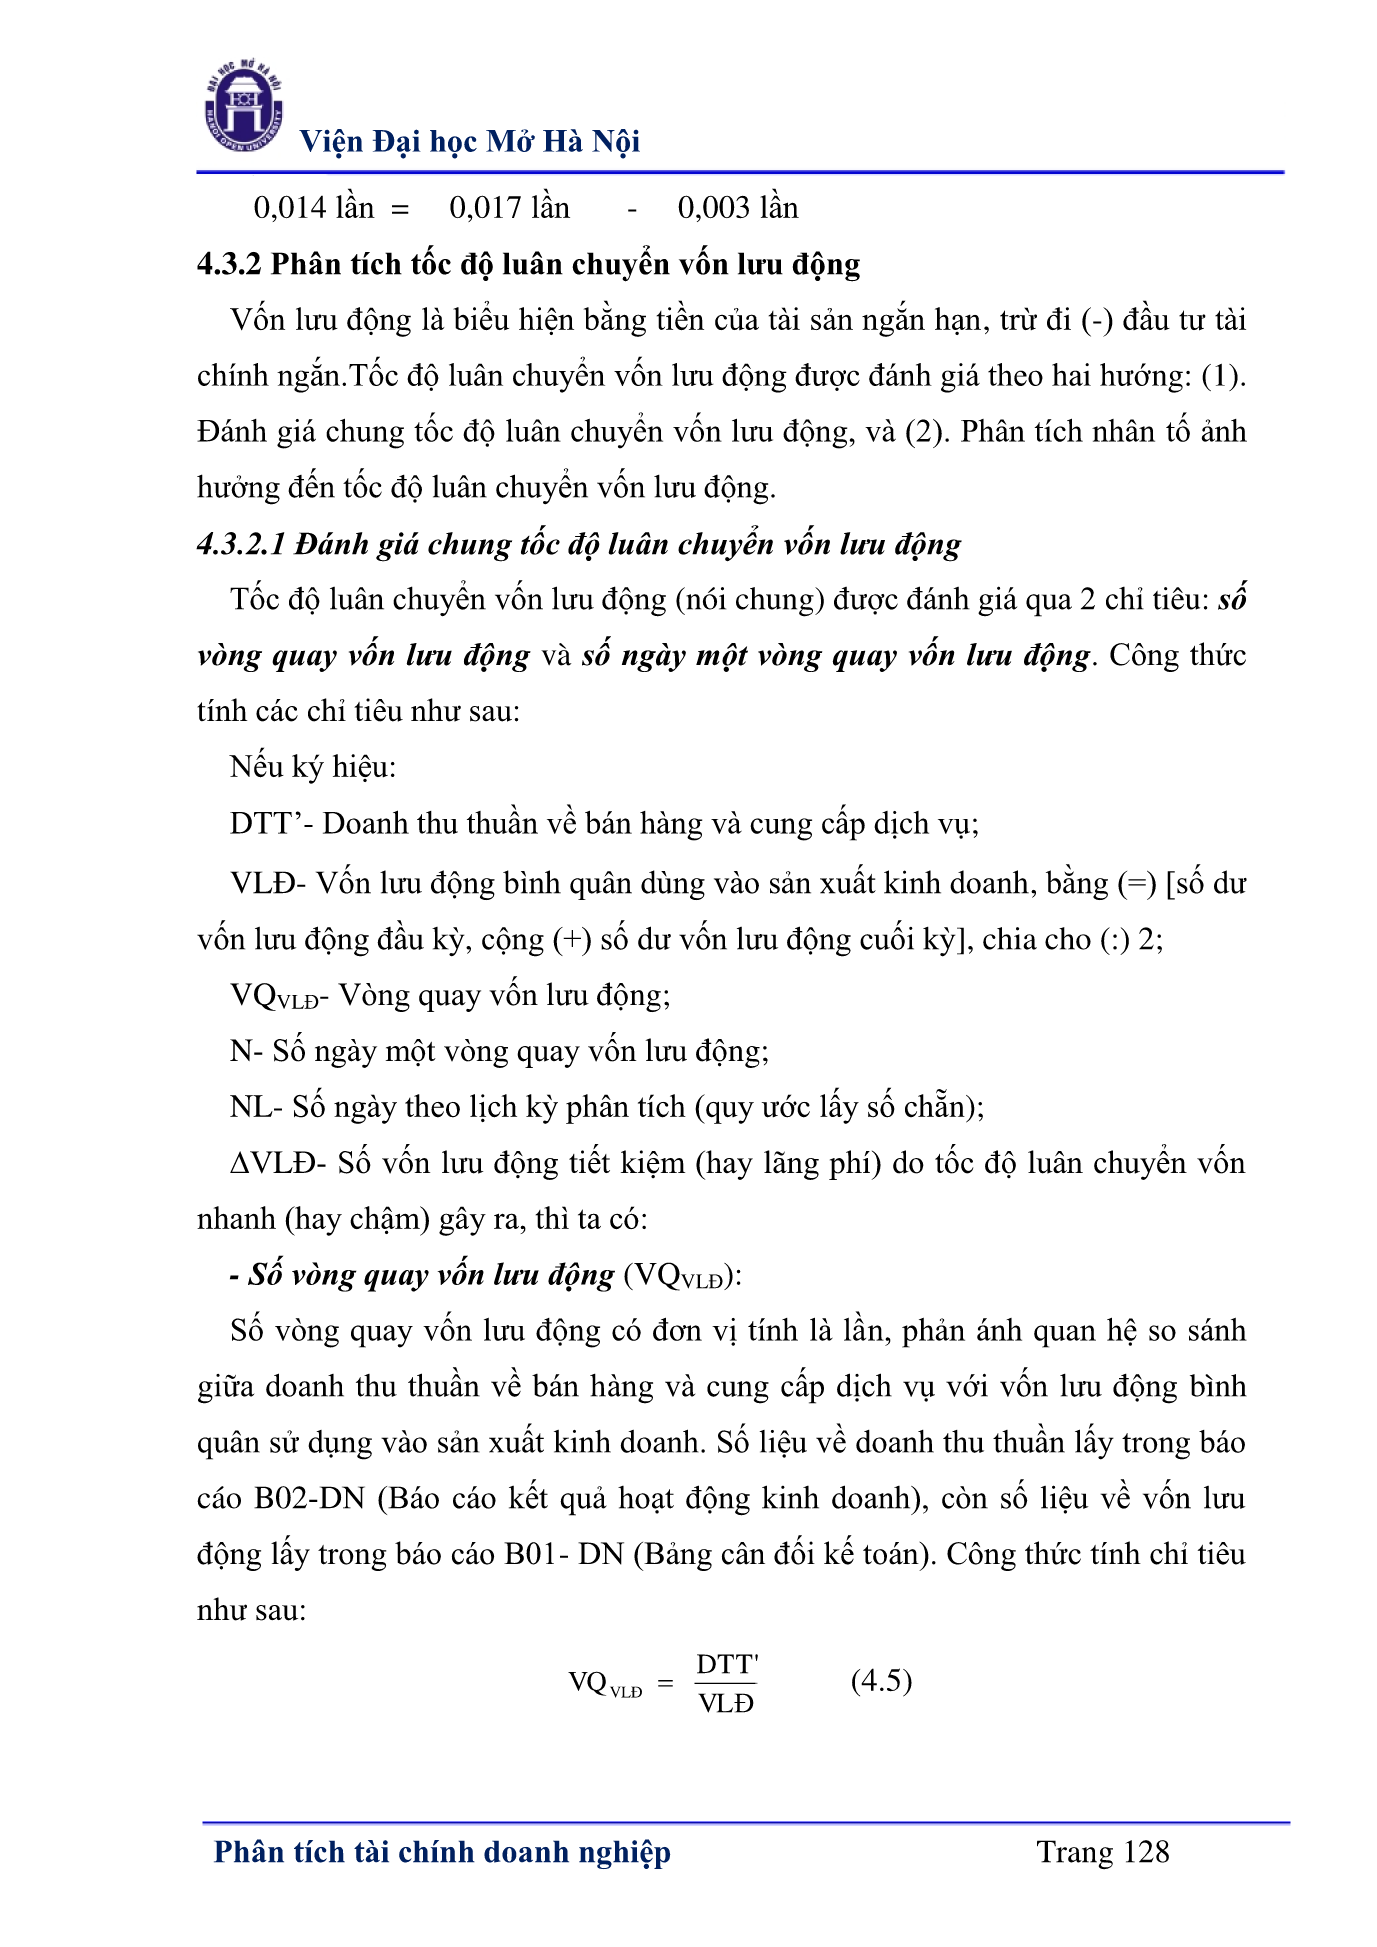 ĐẠI HỌC MỞ HÀ NỘI
HANOI OPEN UNIVERSITY
Viện Đại học Mở Hà Nội
0,014 lần = 0,017 lần - 0,003 lần
4.3.2 Phân tích tốc độ luân chuyển vốn lưu động
Vốn lưu động là biểu hiện bằng tiền của tài sản ngắn hạn, trừ đi (-) đầu tư tài
chính ngắn.Tốc độ luân chuyển vốn lưu động được đánh giá theo hai hướng: (1).
Đánh giá chung tốc độ luân chuyển vốn lưu động, và (2). Phân tích nhân tố ảnh
hưởng đến tốc độ luân chuyển vốn lưu động.
4.3.2.1 Đánh giá chung tốc độ luân chuyển vốn lưu động
Tốc độ luân chuyển vốn lưu động (nói chung) được đánh giá qua 2 chỉ tiêu: số
vòng quay vốn lưu động và số ngày một vòng quay vốn lưu động. Công thức
tính các chỉ tiêu như sau:
Nếu ký hiệu:
DTT’- Doanh thu thuần về bán hàng và cung cấp dịch vụ;
VLĐ- Vốn lưu động bình quân dùng vào sản xuất kinh doanh, bằng (=) [số dư
vốn lưu động đầu kỳ, cộng (+) số dư vốn lưu động cuối kỳ], chia cho (:) 2;
VQVLĐ- Vòng quay vốn lưu động;
N- Số ngày một vòng quay vốn lưu động;
NL- Số ngày theo lịch kỳ phân tích (quy ước lấy số chẵn);
ΔVLĐ- Số vốn lưu động tiết kiệm (hay lãng phí) do tốc độ luân chuyển vốn
nhanh (hay chậm) gây ra, thì ta có:
- Số vòng quay vốn lưu động (VQVLĐ):
Số vòng quay vốn lưu động có đơn vị tính là lần, phản ánh quan hệ so sánh
giữa doanh thu thuần về bán hàng và cung cấp dịch vụ với vốn lưu động bình
quân sử dụng vào sản xuất kinh doanh. Số liệu về doanh thu thuần lấy trong báo
cáo B02-DN (Báo cáo kết quả hoạt động kinh doanh), còn số liệu về vốn lưu
động lấy trong báo cáo B01- DN (Bảng cân đối kế toán). Công thức tính chỉ tiêu
như sau:
DTT'
VQVLĐ = (4.5)
VLĐ
Phân tích tài chính doanh nghiệp Trang 128